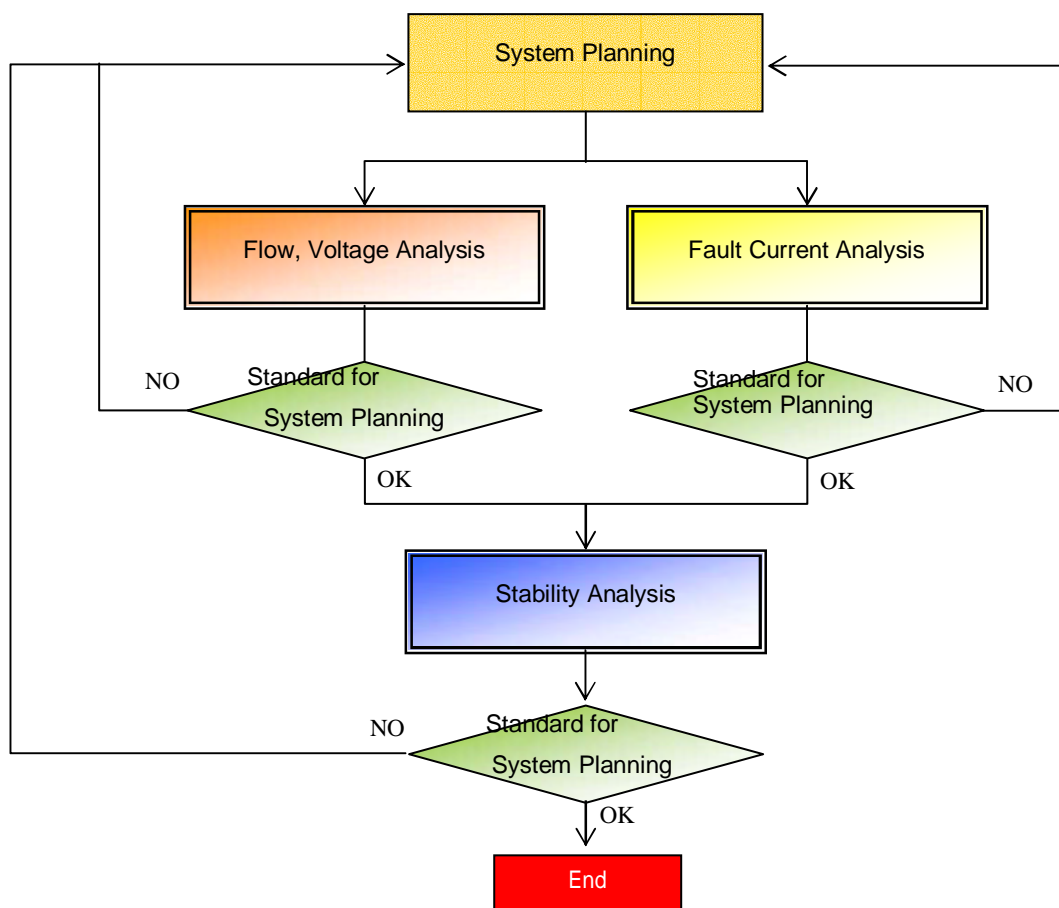 System Planning
Flow, Voltage Analysis
Fault Current Analysis
NO
Standard for
System Planning
Standard for
System Planning
NO
OK
OK
Stability Analysis
NO
Standard for
System Planning
OK
End